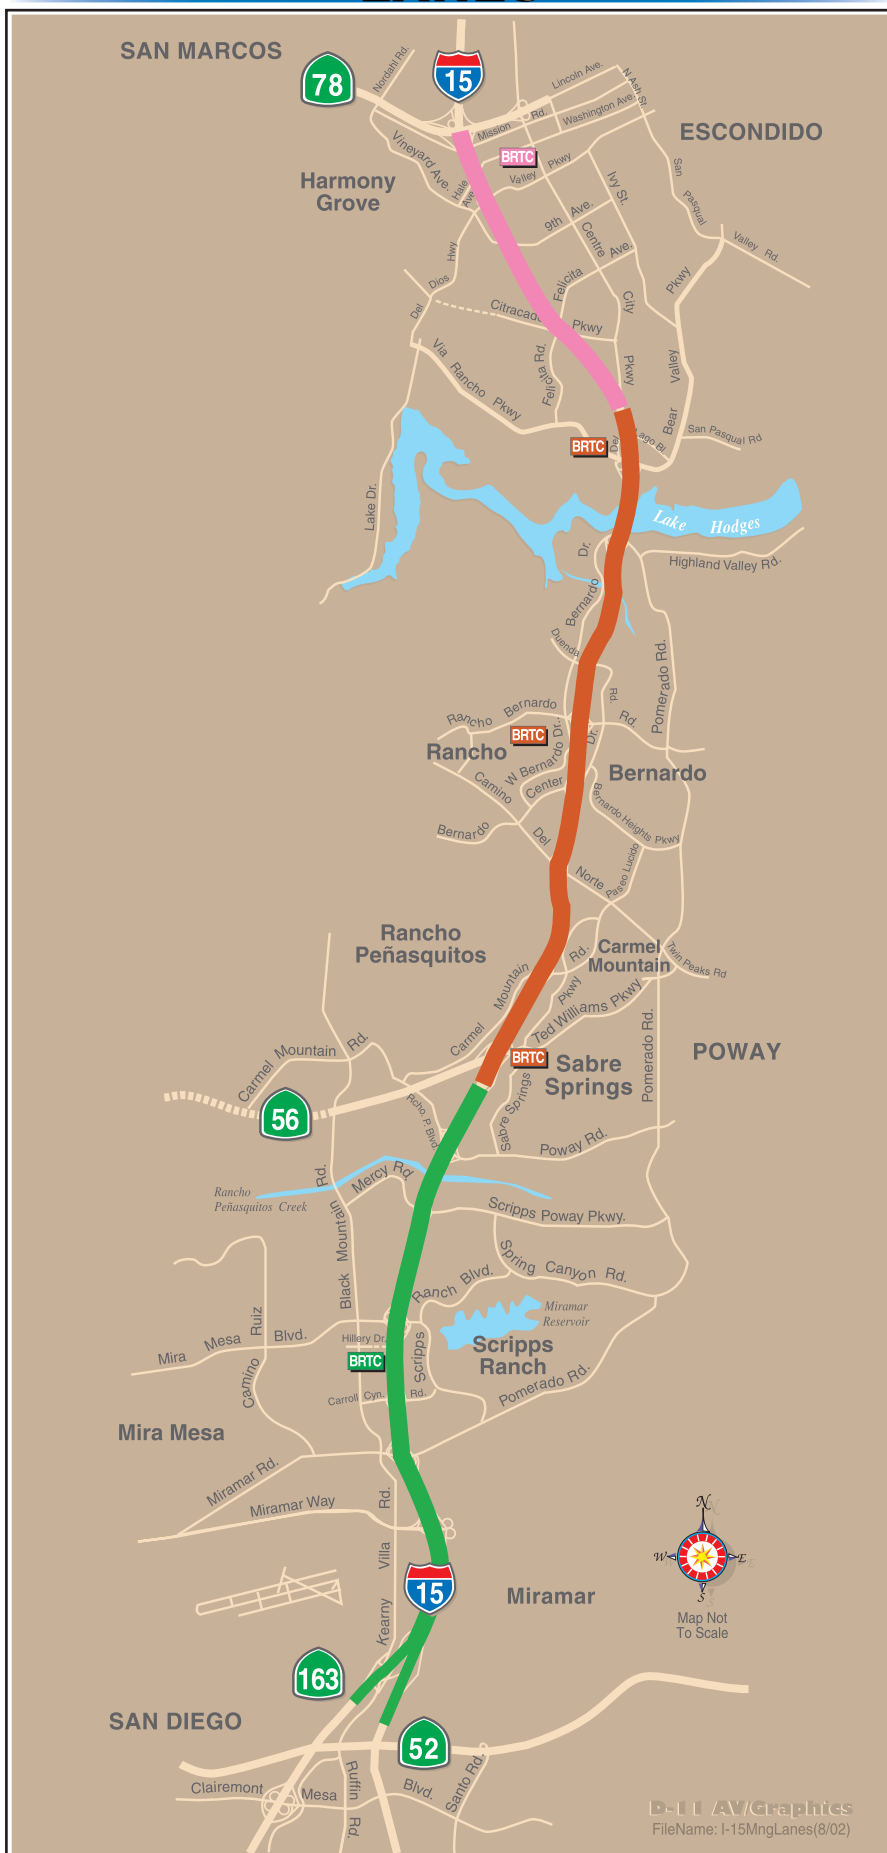 SAN MARCOS
78
15
Nordahl Rd.
Lincoln Ave.
N Ash St.
Washington Ave.
Mission Rd.
ESCONDIDO
BRTC
Vineyard Ave.
Valley Pkwy
Hale Ave
Harmony
Grove
Ivy St.
San Pasqual
Valley Rd.
9th Ave.
Centre
City
Pkwy
Felicita Ave.
Del Dios Hwy
Citracado Pkwy
Felicita Rd.
Via Rancho Pkwy
Bear Valley Pkwy
San Pasqual Rd
BRTC
Del Lago Bl
Lake Dr.
Lake Hodges
Highland Valley Rd.
Bernardo Dr.
Duenda Rd.
Pomerado Rd.
Rancho Bernardo Rd.
BRTC
Rancho
Bernardo
W Bernardo Dr.
Bernardo Center Dr.
Camino Del Norte
Bernardo Heights Pkwy
Paseo Lucido
Rancho
Peñasquitos
Carmel
Mountain
Twin Peaks Rd
Carmel Mountain Rd.
Pkwy
Ted Williams Pkwy
BRTC
Sabre
Springs
POWAY
Pomerado Rd.
Carmel Mountain Rd.
56
Rcho. P. Blvd.
Sabre Springs
Poway Rd.
Rancho
Peñasquitos Creek
Mercy Rd
Scripps Poway Pkwy.
Black Mountain Rd.
Spring Canyon Rd.
Scripps Ranch Blvd.
Miramar
Reservoir
Scripps
Ranch
Mira Mesa Blvd.
Camino Ruiz
Hillery Dr.
BRTC
Carroll Cyn. Rd.
Pomerado Rd.
Mira Mesa
Miramar Rd.
Miramar Way
Kearny Villa Rd.
N
W
E
S
Map Not
To Scale
15
Miramar
163
SAN DIEGO
52
Clairemont Mesa Blvd.
Ruffin Rd.
Santo Rd.
D-11 AV/Graphics
FileName: I-15MngLanes(8/02)